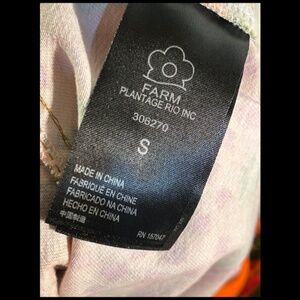 FARM
PLANTAGE RIO INC
306270
S
MADE IN CHINA
FABRIQUÉ EN CHINE
FABRICADO NA CHINA
HECHO EN CHINA
中国制造
RN 157047